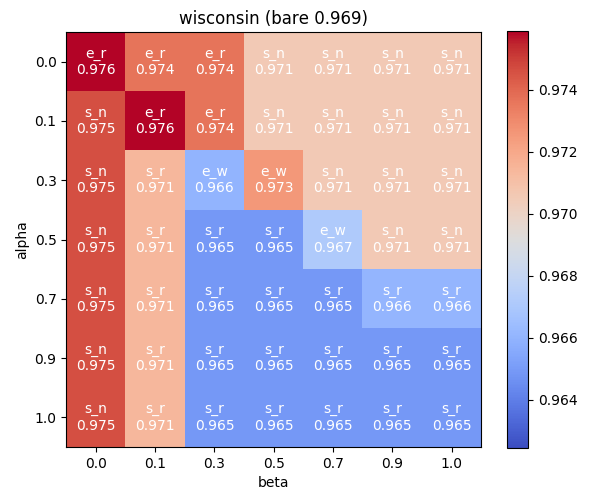 wisconsin (bare 0.969)
e_r e_r e_r s_n s_n s_n s_n
0.0 0.976 0.974 0.974 0.971 0.971 0.971 0.971 0.974
s_n e_r e_r s_n s_n s_n s_n
0.1 0.975 0.976 0.974 0.971 0.971 0.971 0.971
0.972
s_n s_r e_w e_w s_n s_n s_n
0.3 0.975 0.971 0.966 0.973 0.971 0.971 0.971
0.970
alpha
s_n s_r s_r s_r e_w s_n s_n
0.5 0.975 0.971 0.965 0.965 0.967 0.971 0.971
0.968
s_n s_r s_r s_r s_r s_r s_r
0.7 0.975 0.971 0.965 0.965 0.965 0.966 0.966
0.966
s_n s_r s_r s_r s_r s_r s_r
0.9 0.975 0.971 0.965 0.965 0.965 0.965 0.965
0.964
s_n s_r s_r s_r s_r s_r s_r
1.0 0.975 0.971 0.965 0.965 0.965 0.965 0.965
0.0 0.1 0.3 0.5 0.7 0.9 1.0
beta